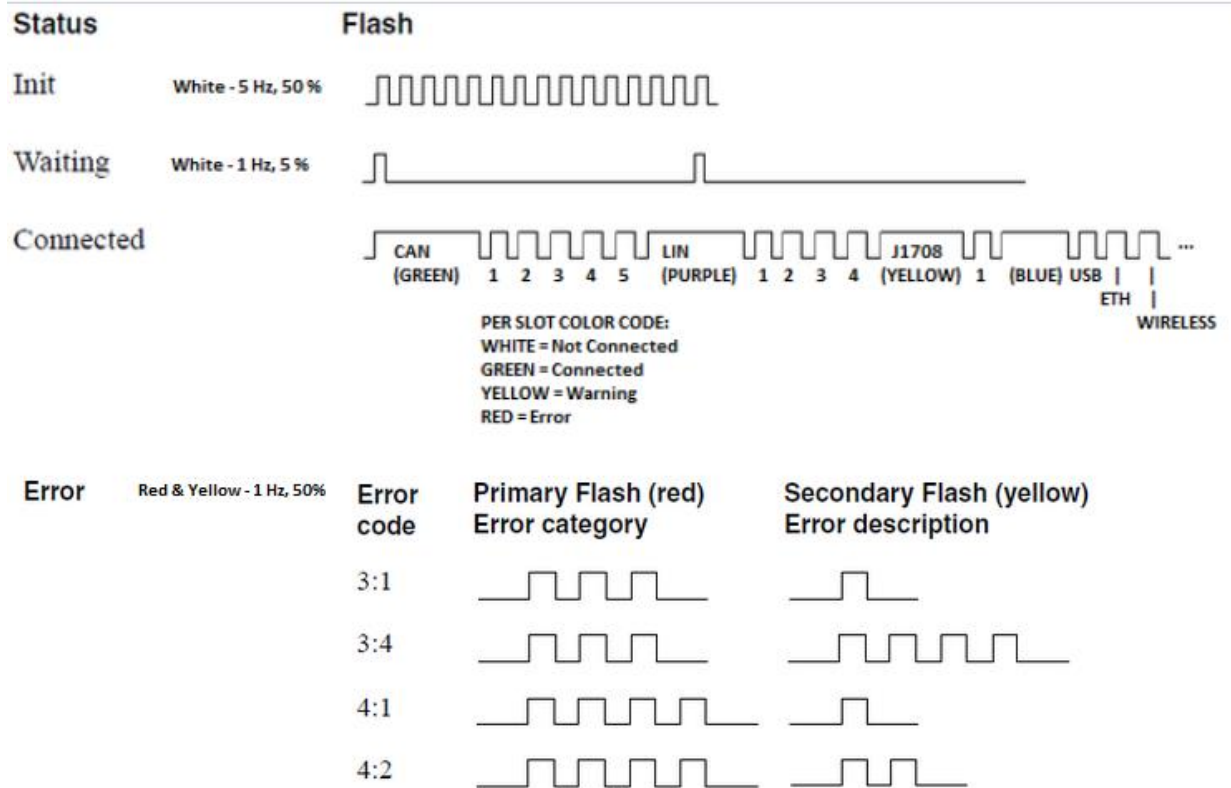 Status Flash
Init White - 5 Hz, 50 %
Waiting White - 1 Hz, 5 %
Connected
CAN LIN J1708 ...
(GREEN) 1 2 3 4 5 (PURPLE) 1 2 3 4 (YELLOW) 1 (BLUE) USB
ETH
WIRELESS
PER SLOT COLOR CODE:
WHITE = Not Connected
GREEN = Connected
YELLOW = Warning
RED = Error
Error Red & Yellow - 1 Hz, 50% Error Primary Flash (red) Secondary Flash (yellow)
code Error category Error description
3:1
3:4
4:1
4:2